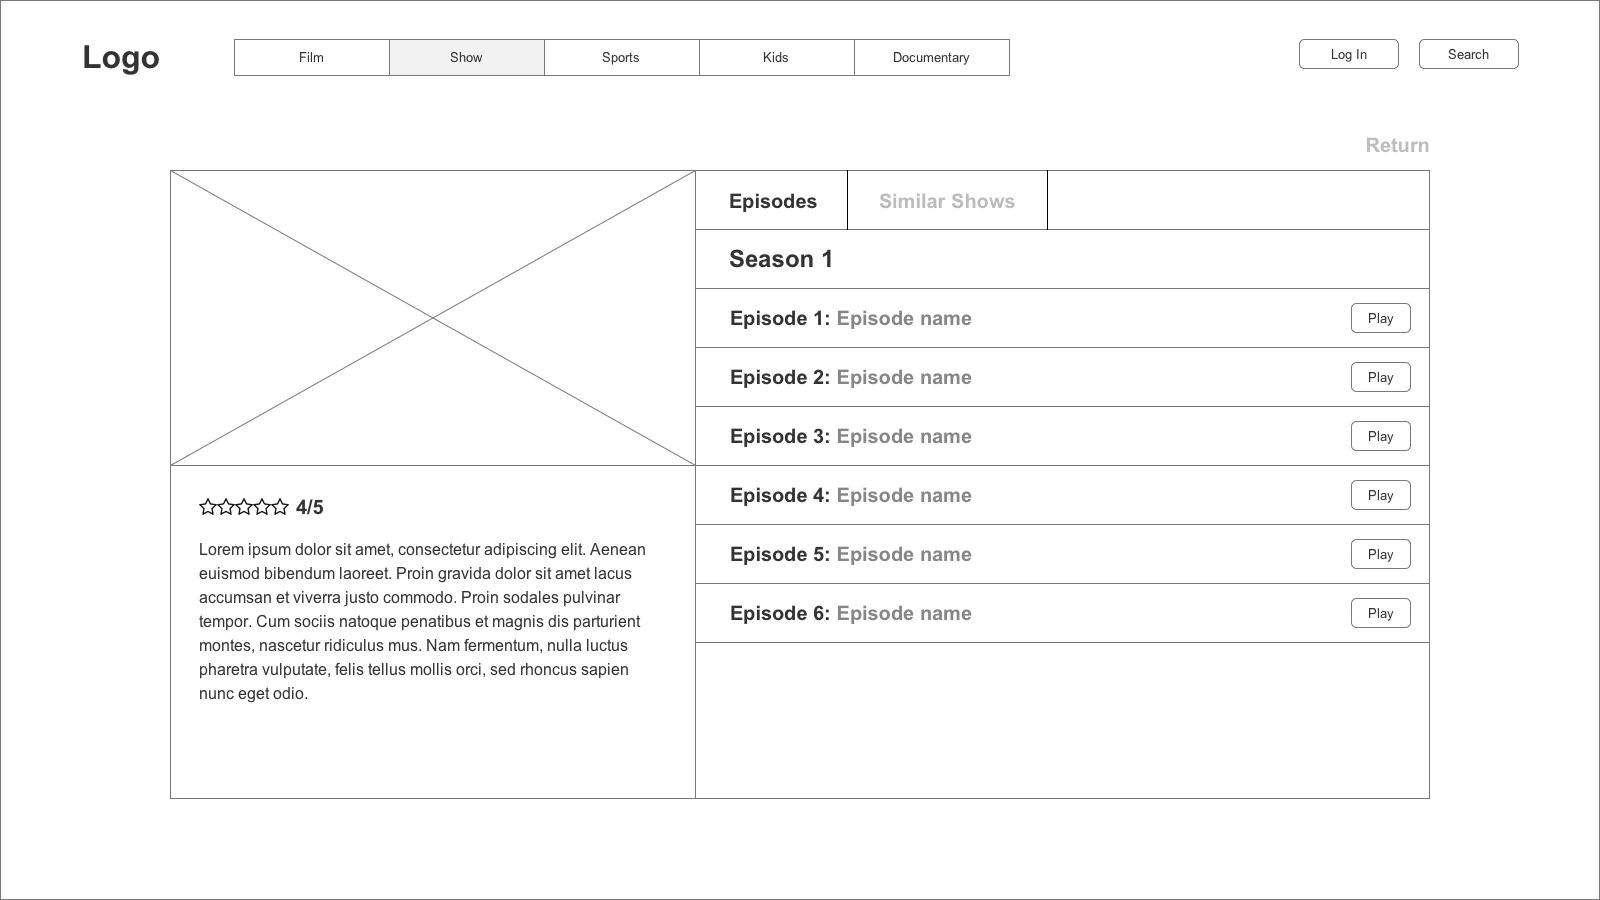 Logo
Film
Show
Sports
Kids
Documentary
Log In
Search
Return
Episodes
Similar Shows
Season 1
Episode 1: Episode name
Play
Episode 2: Episode name
Play
Episode 3: Episode name
Play
Episode 4: Episode name
Play
Episode 5: Episode name
Play
Episode 6: Episode name
Play
4/5
Lorem ipsum dolor sit amet, consectetur adipiscing elit. Aenean
euismod bibendum laoreet. Proin gravida dolor sit amet lacus
accumsan et viverra justo commodo. Proin sodales pulvinar
tempor. Cum sociis natoque penatibus et magnis dis parturient
montes, nascetur ridiculus mus. Nam fermentum, nulla luctus
pharetra vulputate, felis tellus mollis orci, sed rhoncus sapien
nunc eget odio.